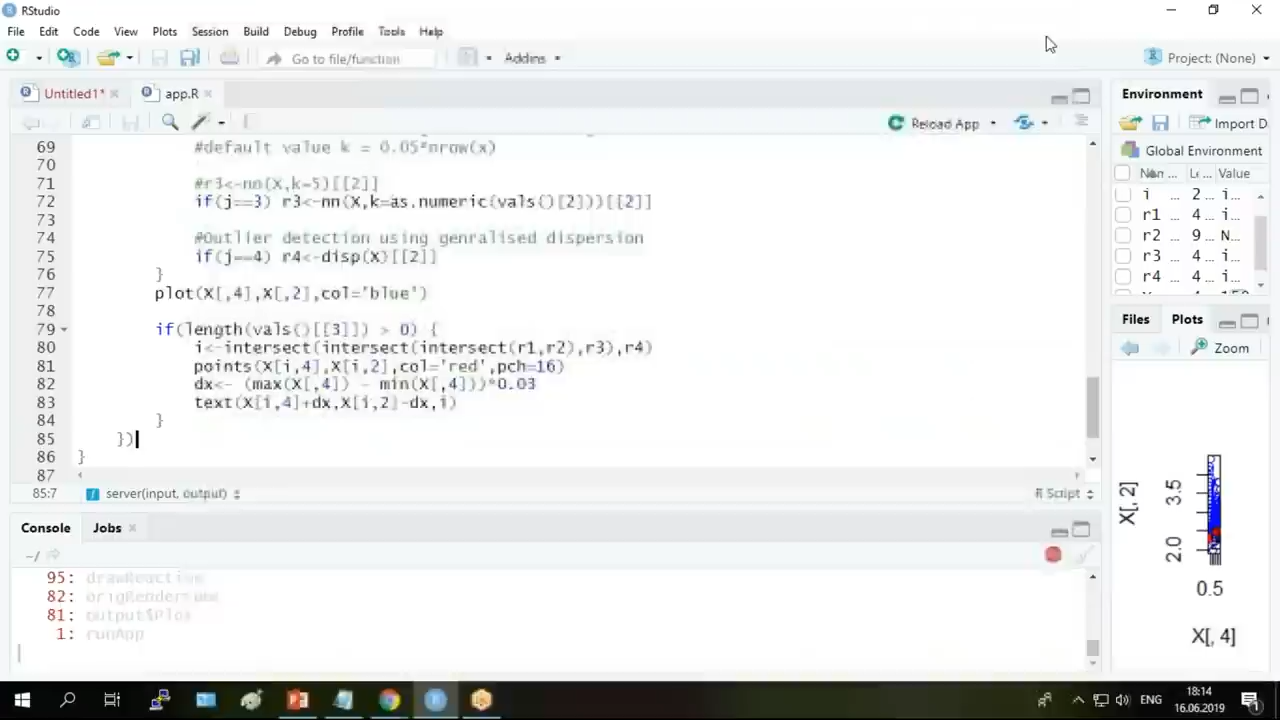 RStudio
File Edit Code View Plots Session Build Debug Profile Tools Help
Go to file/function Addins Project: (None)
Untitled1* app.R
Reload App
69 #default value k = 0.05*nrow(x)
70
71 #r3<-nn(X,k=5)[[2]]
72 if(j==3) r3<-nn(X,k=as.numeric(vals()[2]))[[2]]
73
74 #Outlier detection using genralised dispersion
75 if(j==4) r4<-disp(X)[[2]]
76 }
77 plot(X[,4],X[,2],col='blue')
78
79 if(length(vals()[[3]]) > 0) {
80 i<-intersect(intersect(intersect(r1,r2),r3),r4)
81 points(X[i,4],X[i,2],col='red',pch=16)
82 dx<- (max(X[,4]) - min(X[,4]))*0.03
83 text(X[i,4]+dx,X[i,2]-dx,i)
84 }
85 })
86 }
87
85:7 server(input, output) R Script
Console Jobs
~/
95: drawReactive
82: origRenderFunc
81: output$Plot
1: runApp
Environment
Import D
Global Environment
Value
i 2 ... i...
r1 ... 4 ... i...
r2 ... 9 ... N...
r3 ... 4 ... i...
r4 ... 4 ... i...
Files Plots
Zoom
X[, 2]
3.5
2.0
0.5
X[, 4]
ENG
18:14
16.06.2019